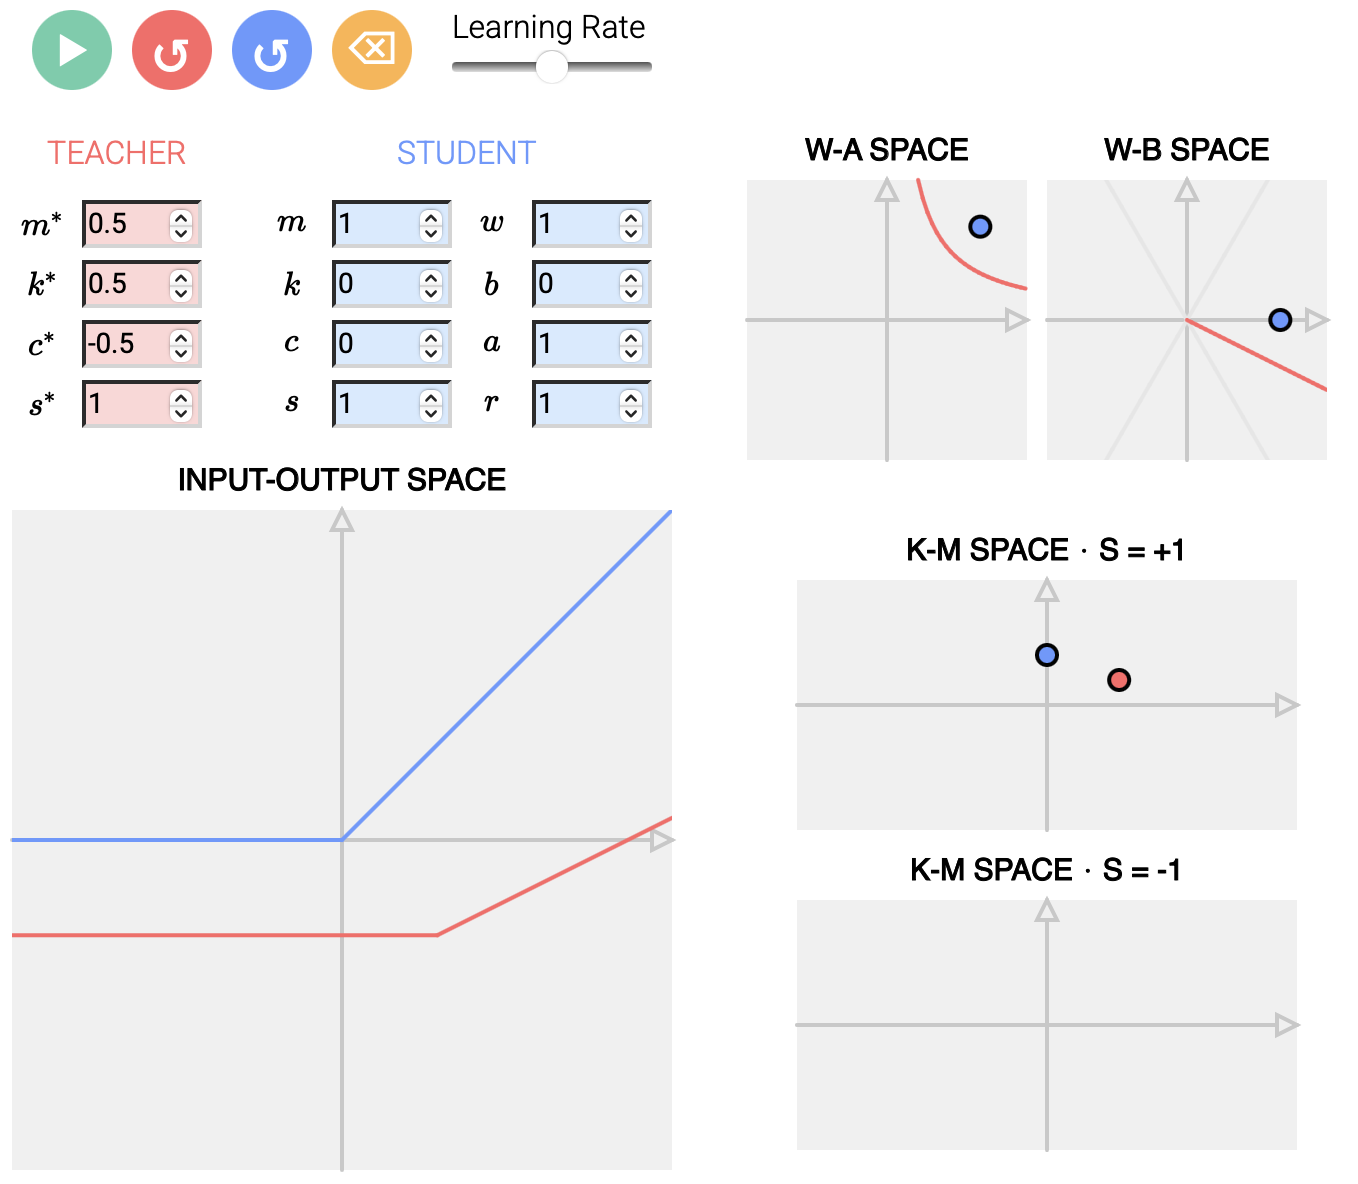 Learning Rate
TEACHER
STUDENT
m* 0.5 m 1 w 1
k* 0.5 k 0 b 0
c* -0.5 c 0 a 1
s* 1 s 1 r 1
INPUT-OUTPUT SPACE
W-A SPACE
W-B SPACE
K-M SPACE · S = +1
K-M SPACE · S = -1